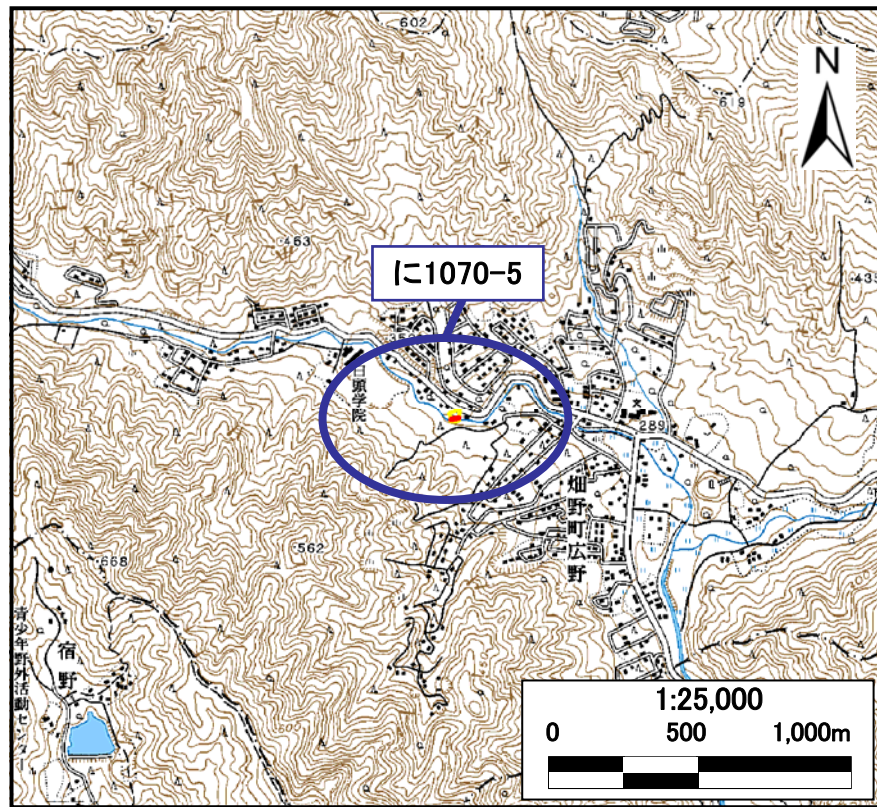 602
619
N
・463
に1070-5
・435
日頭学院
文
289
畑野町広野
・562
・668
青少年野外活動センター
宿野
1:25,000
0 500 1,000m